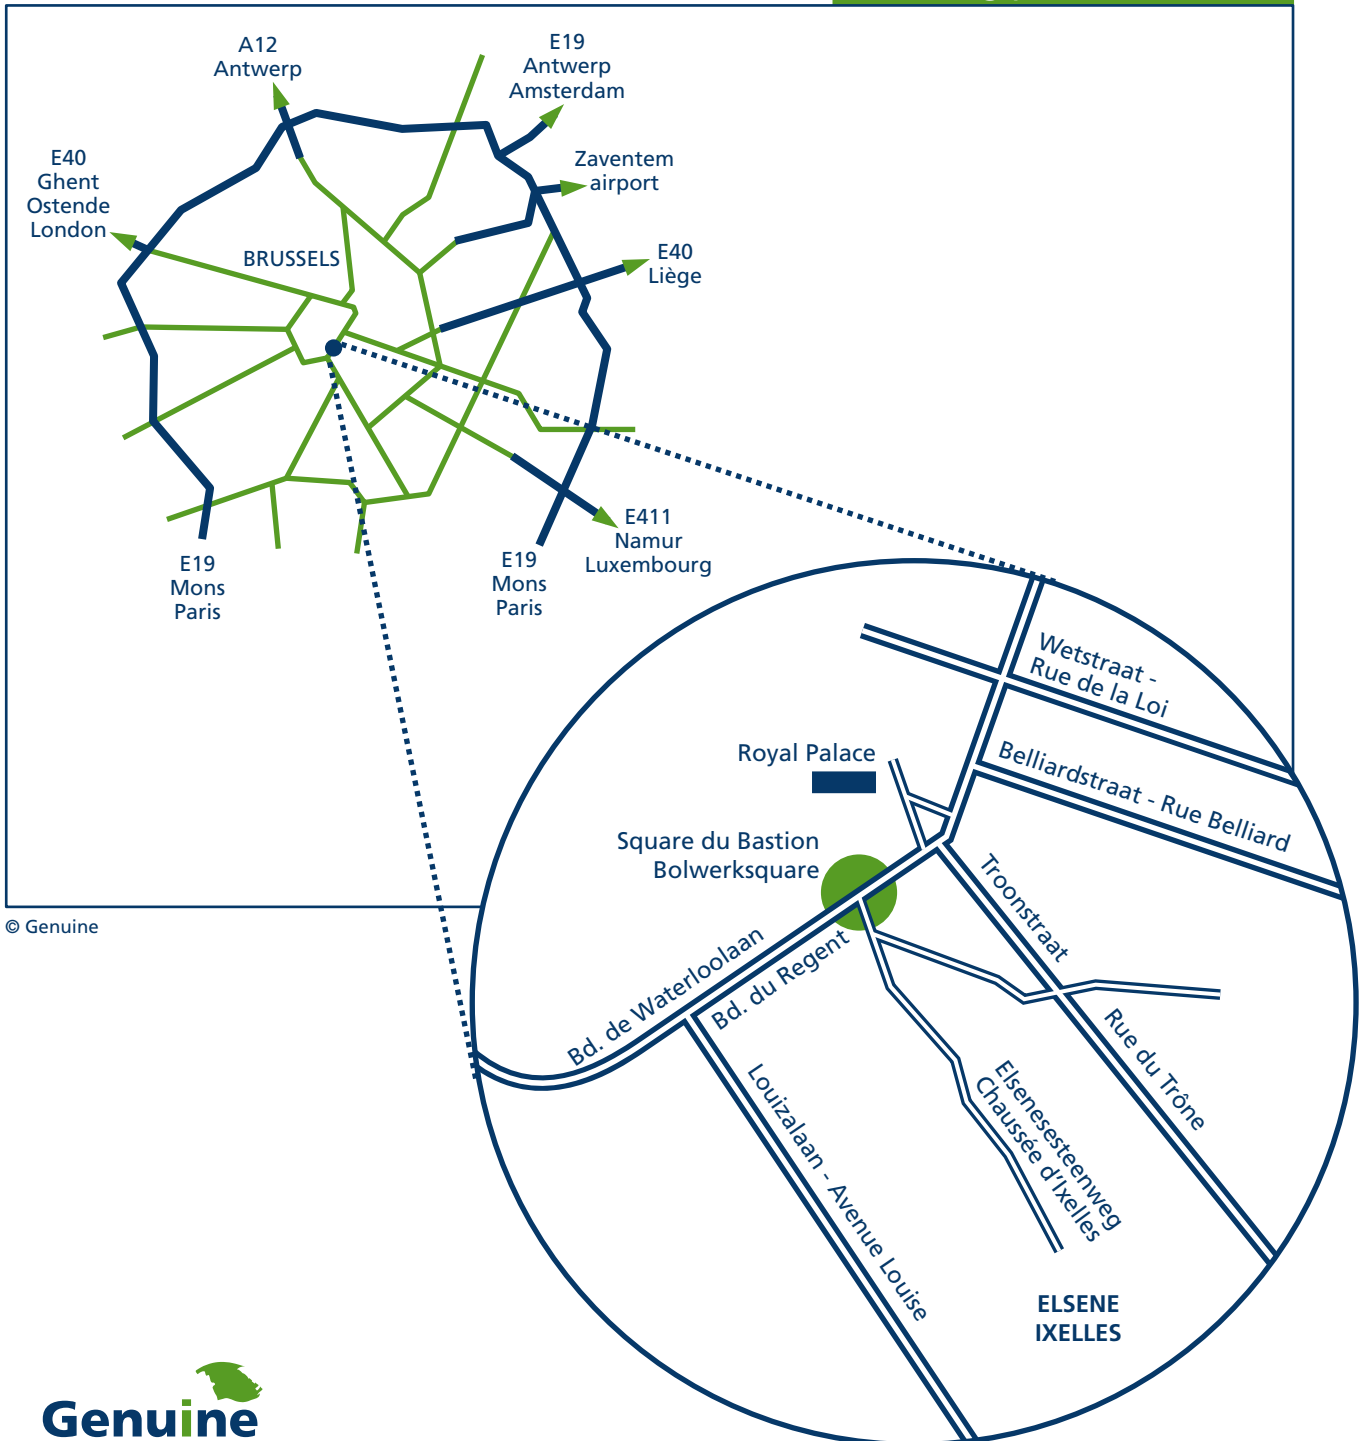 A12
Antwerp
E19
Antwerp
Amsterdam
E40
Ghent
Ostende
London
Zaventem
airport
BRUSSELS
E40
Liège
E411
Namur
Luxembourg
E19
Mons
Paris
E19
Mons
Paris
Wetstraat -
Rue de la Loi
Royal Palace
Belliardstraat - Rue Belliard
Square du Bastion
Bolwerksquare
Troonstraat
Rue du Trône
© Genuine
Bd. de Waterloolaan
Bd. du Regent
Louizalaan - Avenue Louise
Elsenesesteenweg
Chaussée d'Ixelles
ELSENE
IXELLES
Genuine